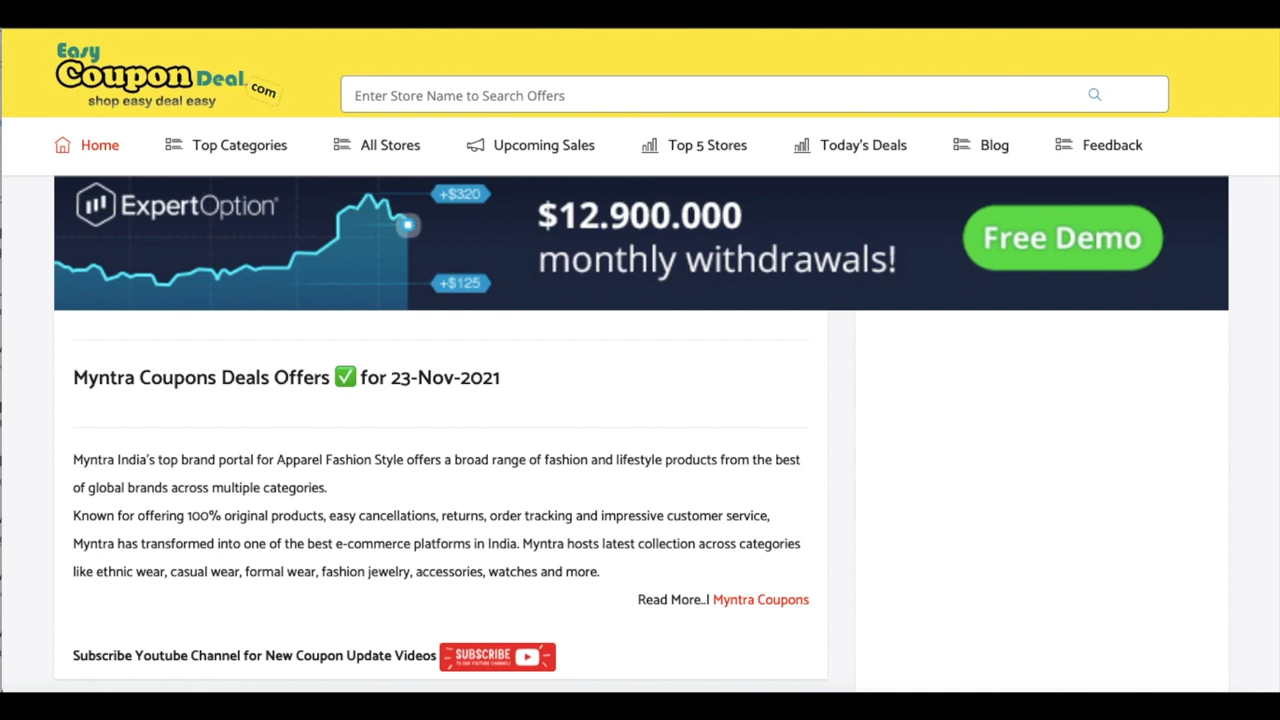 Easy
Coupon Deal.com
shop easy deal easy
Enter Store Name to Search Offers
Home Top Categories All Stores Upcoming Sales Top 5 Stores Today's Deals Blog Feedback
ExpertOption®
+$320
+$125
$12.900.000
monthly withdrawals!
Free Demo
Myntra Coupons Deals Offers ✅ for 23-Nov-2021
Myntra India's top brand portal for Apparel Fashion Style offers a broad range of fashion and lifestyle products from the best
of global brands across multiple categories.
Known for offering 100% original products, easy cancellations, returns, order tracking and impressive customer service,
Myntra has transformed into one of the best e-commerce platforms in India. Myntra hosts latest collection across categories
like ethnic wear, casual wear, formal wear, fashion jewelry, accessories, watches and more.
Read More..| Myntra Coupons
Subscribe Youtube Channel for New Coupon Update Videos SUBSCRIBE
TO OUR YOUTUBE CHANNEL